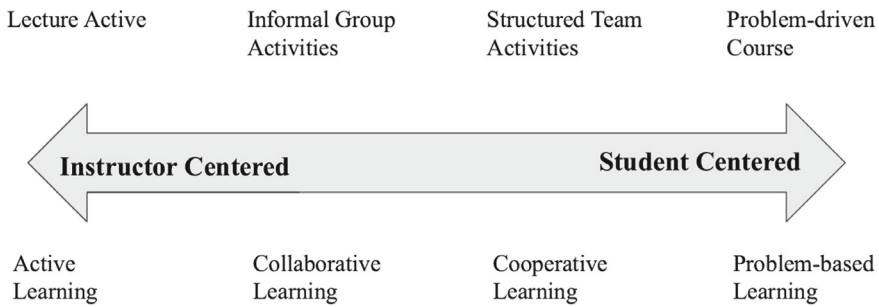 Lecture Active
Informal Group
Activities
Structured Team
Activities
Problem-driven
Course
Instructor Centered
Student Centered
Active
Learning
Collaborative
Learning
Cooperative
Learning
Problem-based
Learning